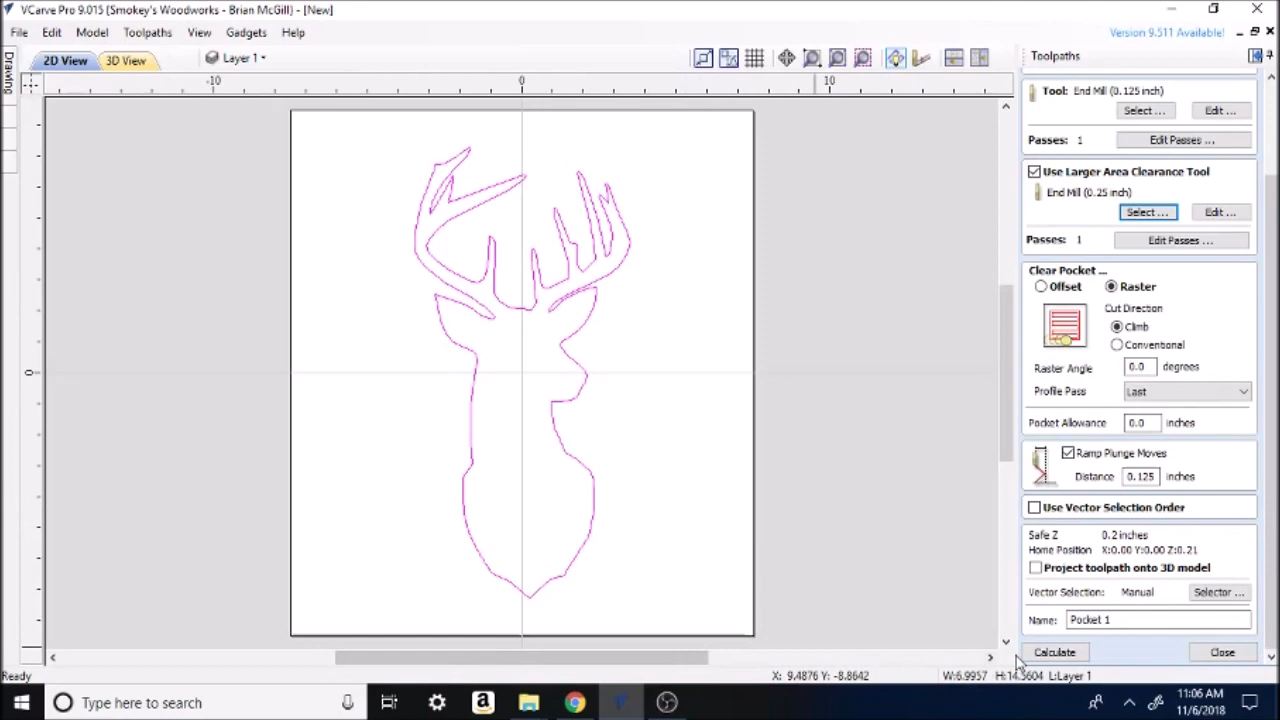 VCarve Pro 9.015 {Smokey's Woodworks - Brian McGill} - [New]
File Edit Model Toolpaths View Gadgets Help
Version 9.511 Available!
2D View 3D View Layer 1
Toolpaths
Drawing
-10 0 10
0
Tool: End Mill (0.125 inch)
Select ... Edit ...
Passes: 1 Edit Passes ...
Use Larger Area Clearance Tool
End Mill (0.25 inch)
Select ... Edit ...
Passes: 1 Edit Passes ...
Clear Pocket ...
Offset Raster
Cut Direction
Climb
Conventional
Raster Angle 0.0 degrees
Profile Pass Last
Pocket Allowance 0.0 inches
Ramp Plunge Moves
Distance 0.125 inches
Use Vector Selection Order
Safe Z 0.2 inches
Home Position X:0.00 Y:0.00 Z:0.21
Project toolpath onto 3D model
Vector Selection: Manual Selector ...
Name: Pocket 1
Calculate Close
Ready X: 9.4876 Y: -8.8642 W:6.9957 H:14.5604 L:Layer 1
Type here to search
11:06 AM
11/6/2018